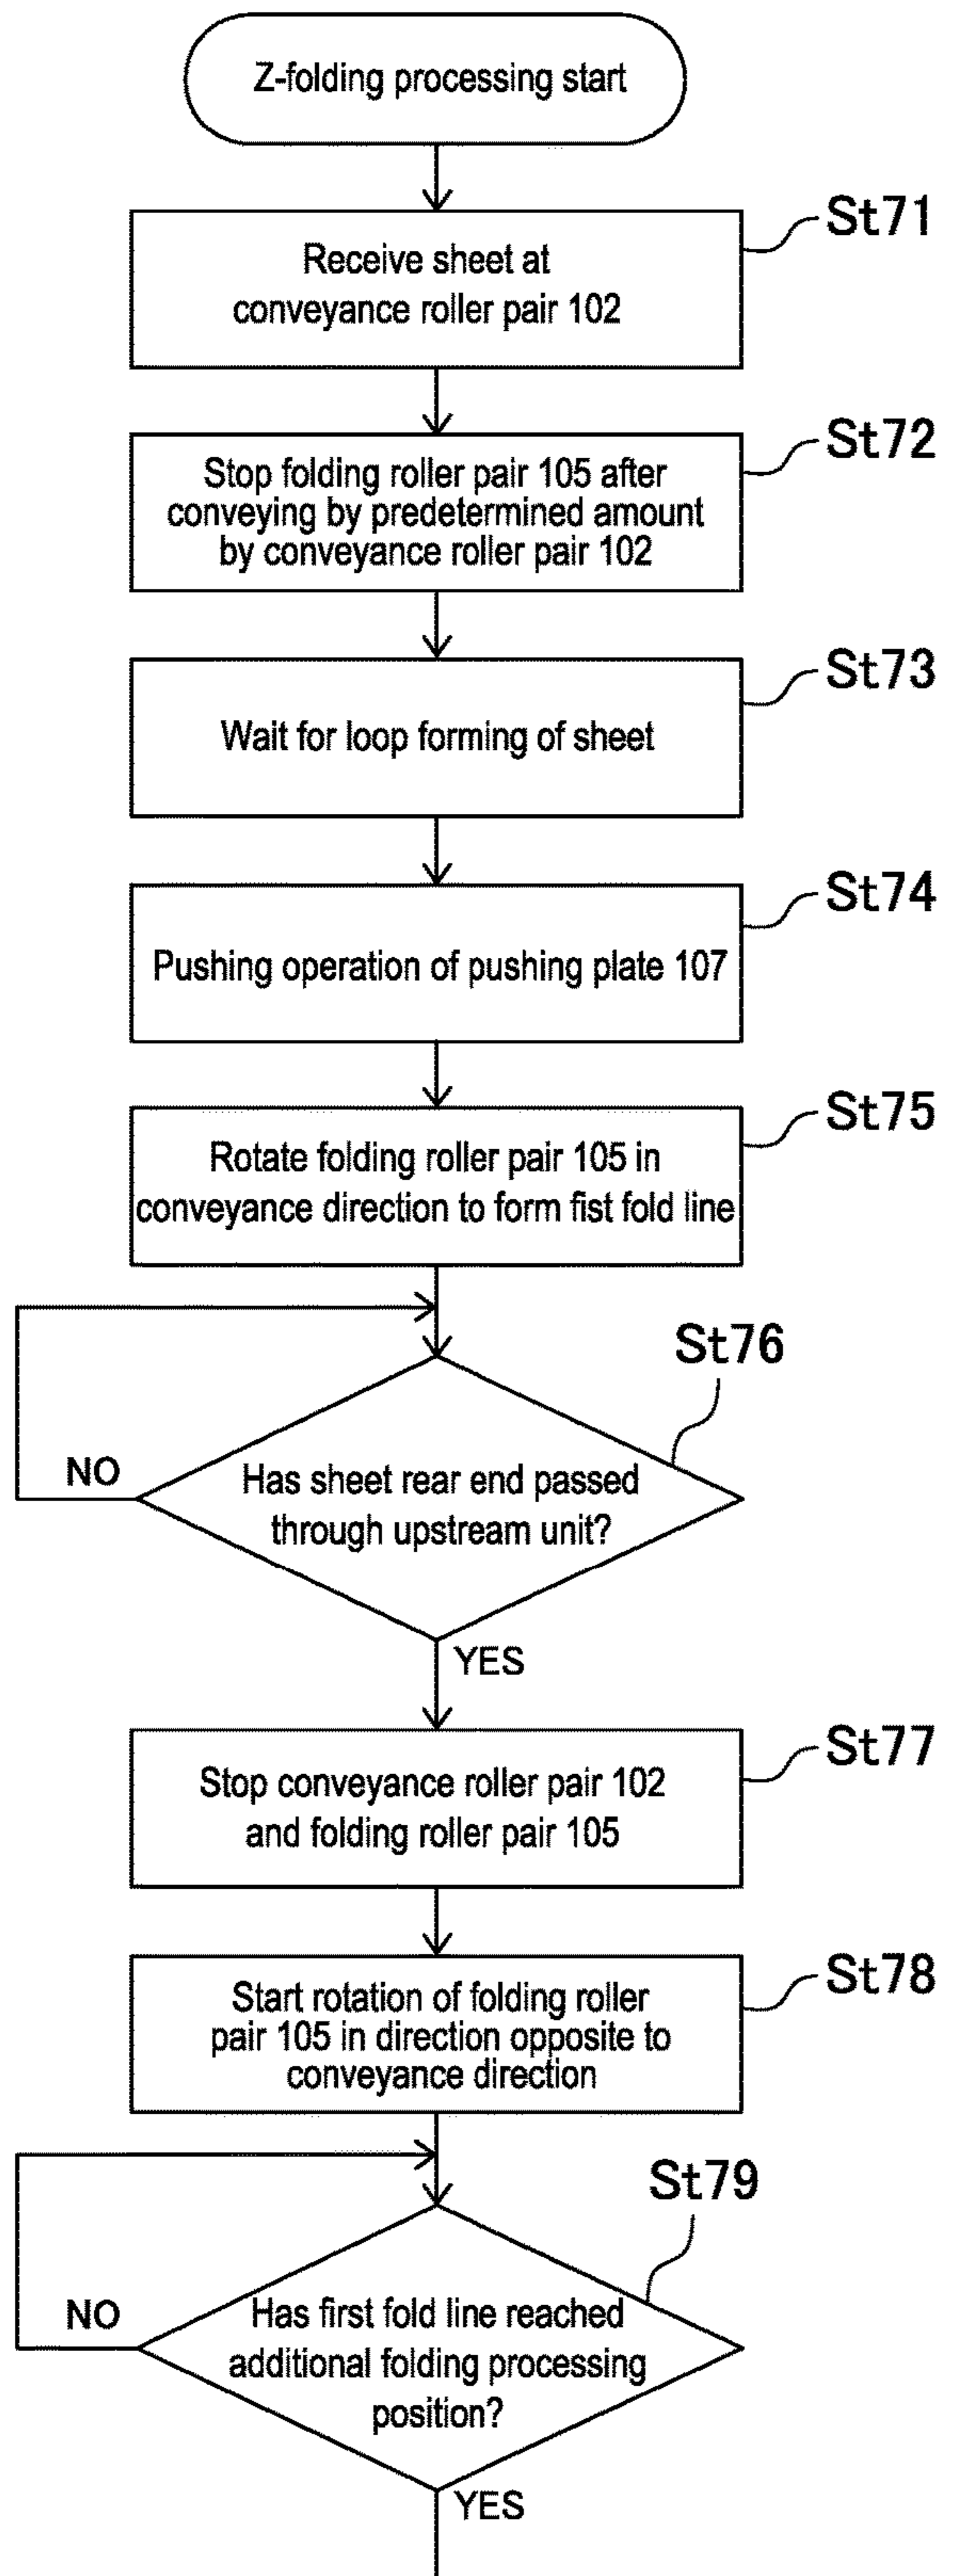 Z-folding processing start
St71
Receive sheet at
conveyance roller pair 102
St72
Stop folding roller pair 105 after
conveying by predetermined amount
by conveyance roller pair 102
St73
Wait for loop forming of sheet
St74
Pushing operation of pushing plate 107
St75
Rotate folding roller pair 105 in
conveyance direction to form fist fold line
St76
NO
Has sheet rear end passed
through upstream unit?
YES
St77
Stop conveyance roller pair 102
and folding roller pair 105
St78
Start rotation of folding roller
pair 105 in direction opposite to
conveyance direction
St79
NO
Has first fold line reached
additional folding processing
position?
YES